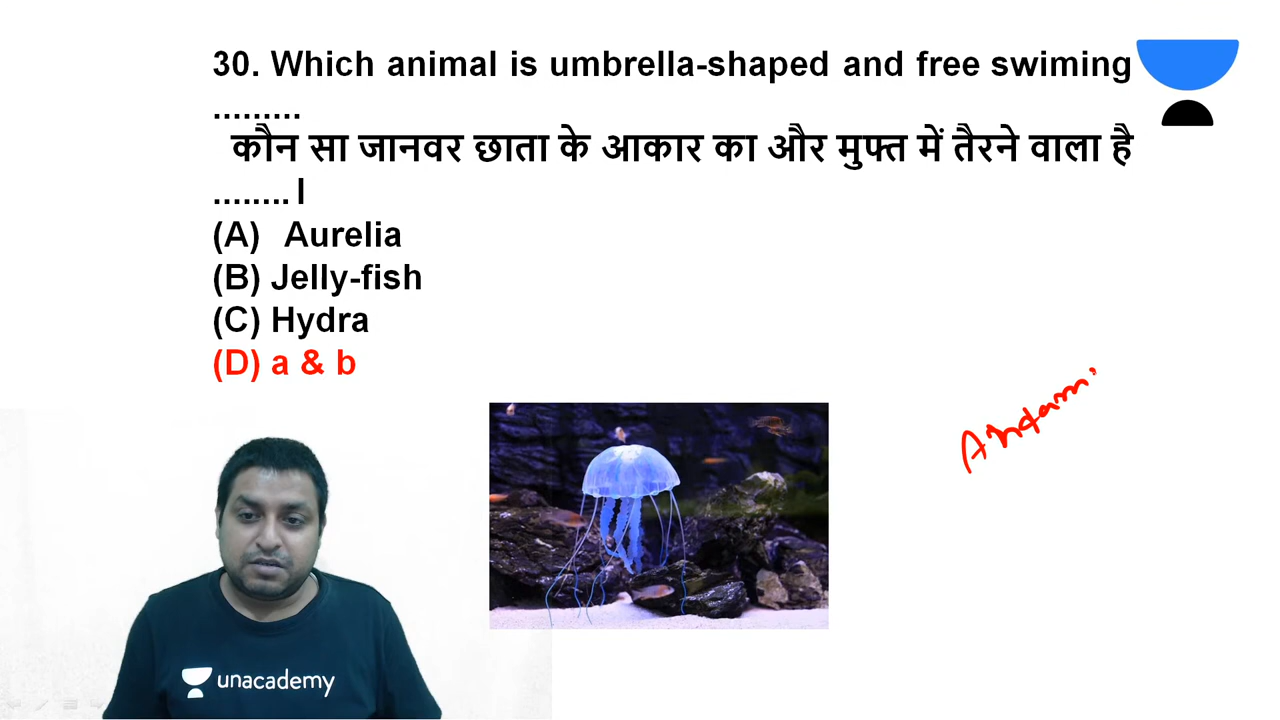 30. Which animal is umbrella-shaped and free swiming
.........
कौन सा जानवर छाता के आकार का और मुफ्त में तैरने वाला है
........।
(A) Aurelia
(B) Jelly-fish
(C) Hydra
(D) a & b
unacademy